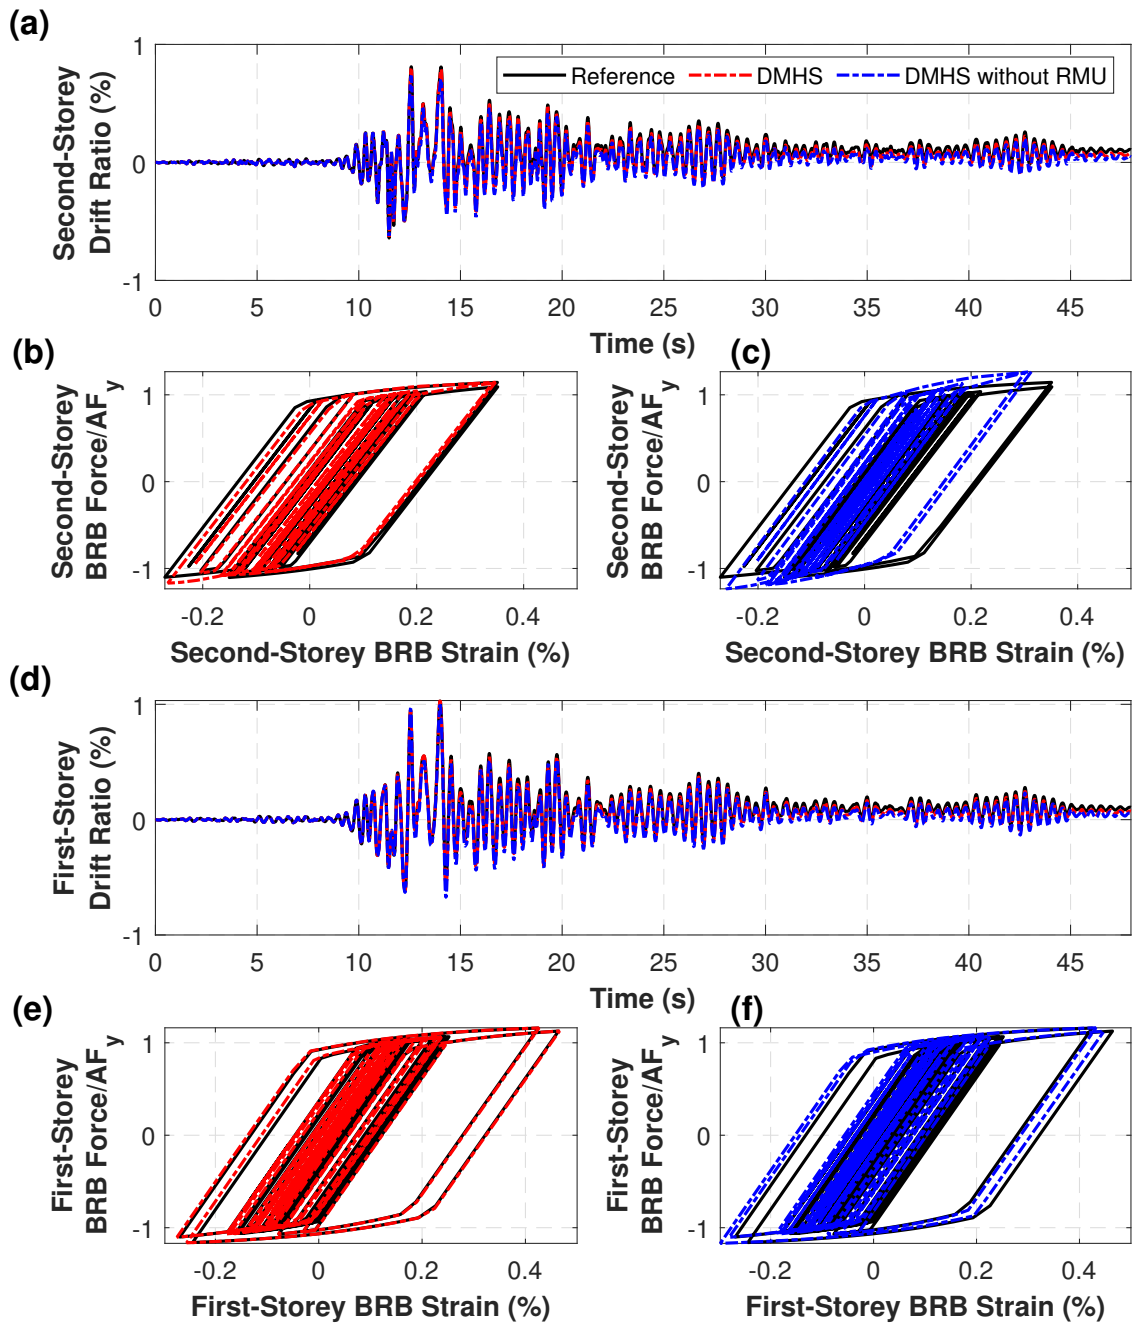 (a)
Second-Storey
Drift Ratio (%)
1
0
-1
Reference
DMHS
DMHS without RMU
0 5 10 15 20 25 30 35 40 45
Time (s)
(b)
Second-Storey
BRB Force/AF_y
1
0
-1
-0.2 0 0.2 0.4
Second-Storey BRB Strain (%)
(c)
Second-Storey
BRB Force/AF_y
1
0
-1
-0.2 0 0.2 0.4
Second-Storey BRB Strain (%)
(d)
First-Storey
Drift Ratio (%)
1
0
-1
0 5 10 15 20 25 30 35 40 45
Time (s)
(e)
First-Storey
BRB Force/AF_y
1
0
-1
-0.2 0 0.2 0.4
First-Storey BRB Strain (%)
(f)
First-Storey
BRB Force/AF_y
1
0
-1
-0.2 0 0.2 0.4
First-Storey BRB Strain (%)